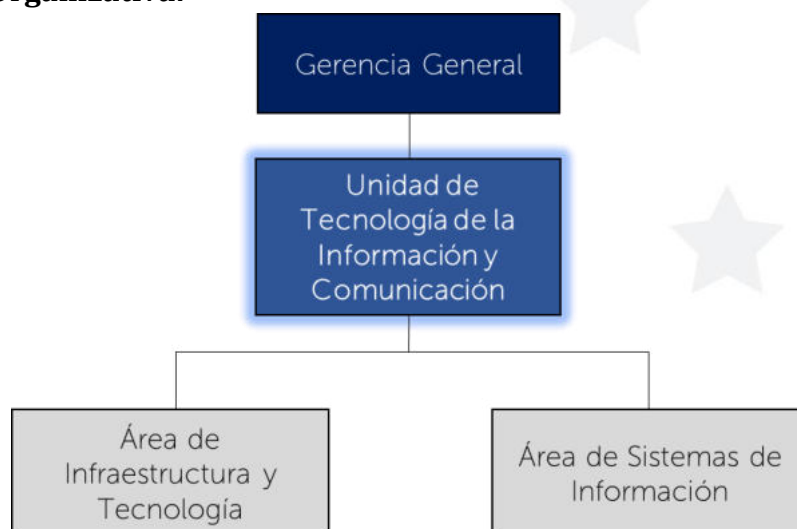 Gerencia General
Unidad de
Tecnología de la
Información y
Comunicación
Área de
Infraestructura y
Tecnología
Área de Sistemas de
Información